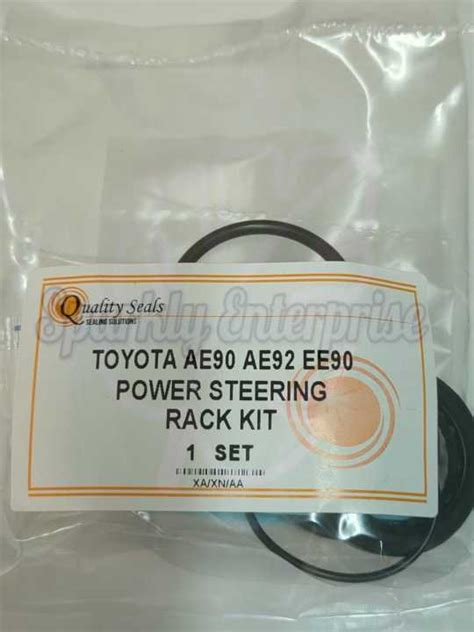 Quality Seals
SEALING SOLUTIONS
Sparkly Enterprise
TOYOTA AE90 AE92 EE90
POWER STEERING
RACK KIT
1 SET
XA/XN/AA